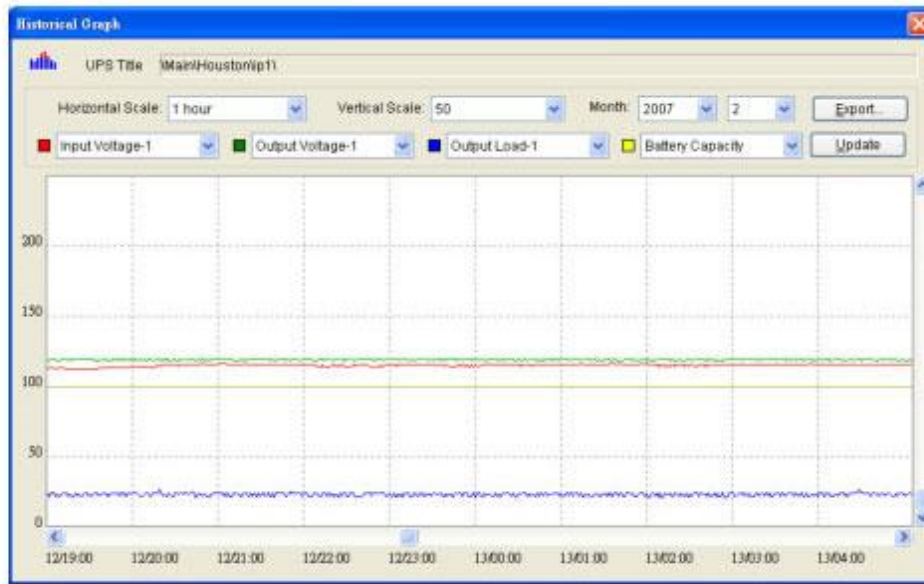 Historical Graph
UPS Title \Main\Houston\ip1\
Horizontal Scale: 1 hour Vertical Scale: 50 Month: 2007 2 Export...
Input Voltage-1 Output Voltage-1 Output Load-1 Battery Capacity Update
200
150
100
50
0
12/19:00 12/20:00 12/21:00 12/22:00 12/23:00 13/00:00 13/01:00 13/02:00 13/03:00 13/04:00